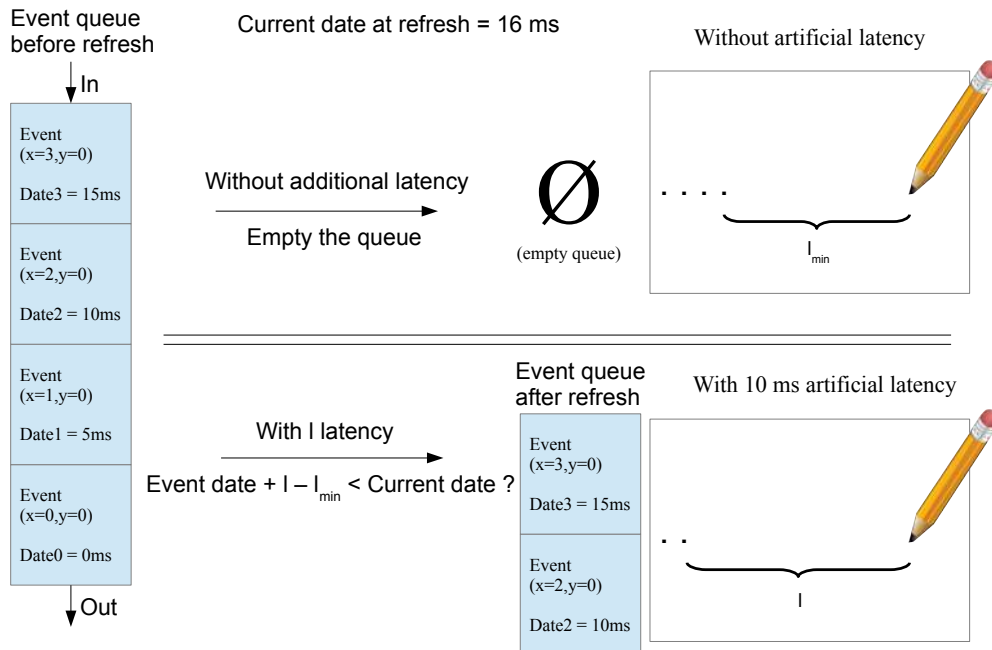 Event queue
before refresh
Current date at refresh = 16 ms
Without artificial latency
In
Event
(x=3,y=0)
Date3 = 15ms
Event
(x=2,y=0)
Date2 = 10ms
Event
(x=1,y=0)
Date1 = 5ms
Event
(x=0,y=0)
Date0 = 0ms
Out
Without additional latency
Empty the queue
Ø
(empty queue)
l_min
With l latency
Event date + l – l_min < Current date ?
Event queue
after refresh
Event
(x=3,y=0)
Date3 = 15ms
Event
(x=2,y=0)
Date2 = 10ms
With 10 ms artificial latency
l